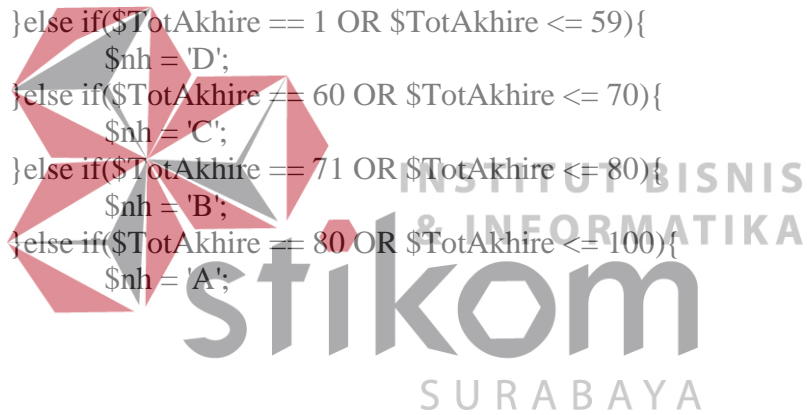 }else if($TotAkhire == 1 OR $TotAkhire <= 59){
$nh = 'D';
}else if($TotAkhire == 60 OR $TotAkhire <= 70){
$nh = 'C';
}else if($TotAkhire == 71 OR $TotAkhire <= 80){
$nh = 'B';
}else if($TotAkhire == 80 OR $TotAkhire <= 100){
$nh = 'A';
INSTITUT BISNIS
& INFORMATIKA
stikom
SURABAYA